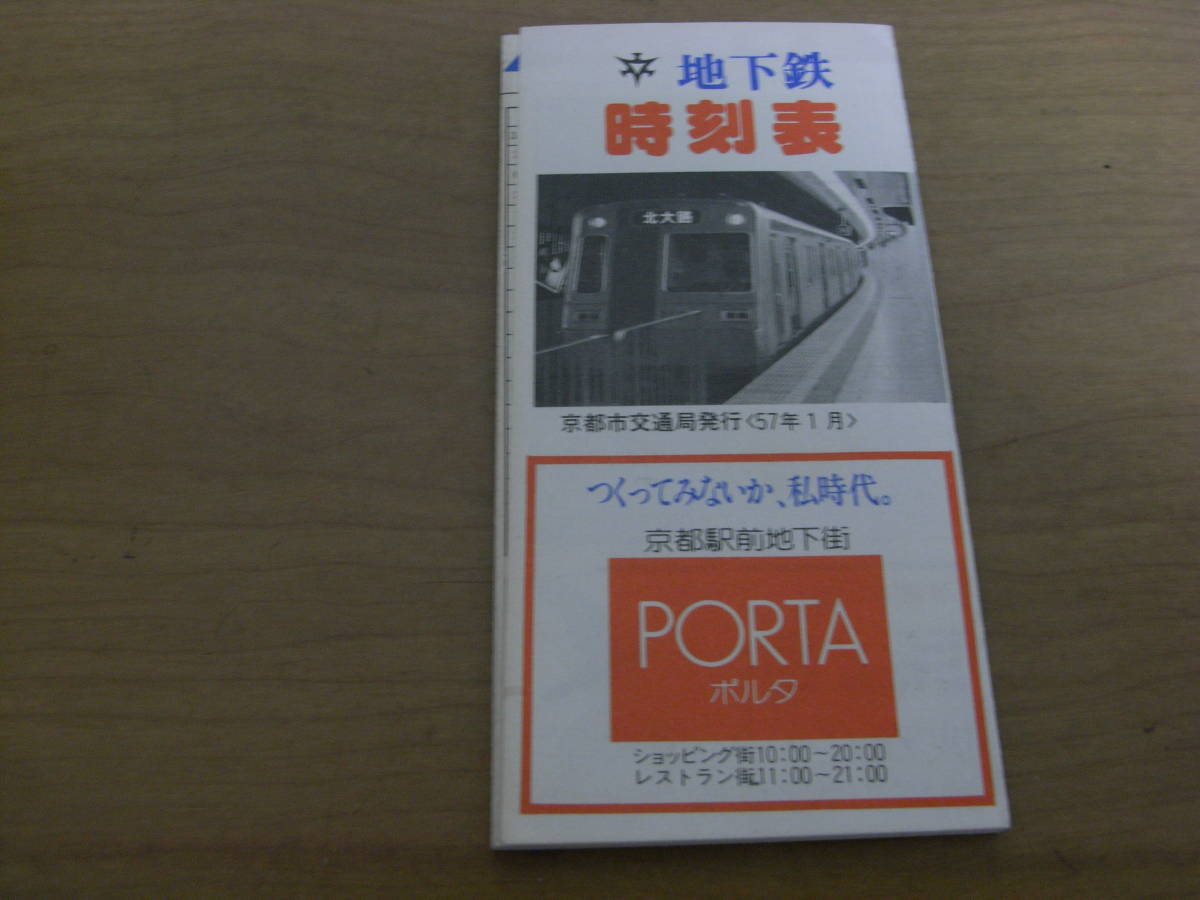 地下鉄
時刻表
北大路
京都市交通局発行<57年1月>
つくってみないか、私時代。
京都駅前地下街
PORTA
ポルタ
ショッピング街10:00〜20:00
レストラン街11:00〜21:00